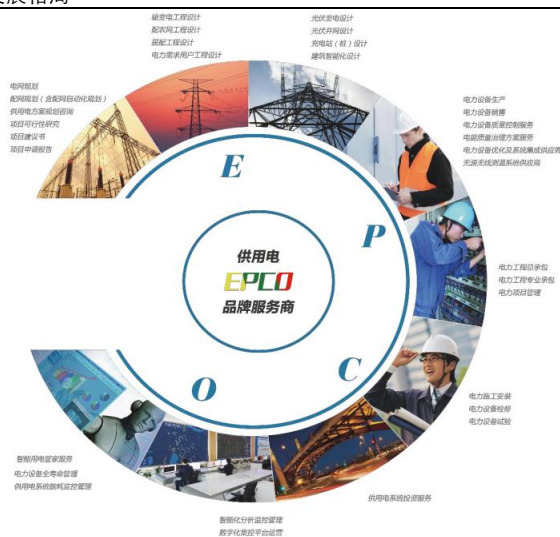 输变电工程设计
配农网工程设计
居配工程设计
电力需求用户工程设计
光伏发电设计
光伏并网设计
充电站（桩）设计
建筑智能化设计
电网规划
配网规划（含配网自动化规划）
供用电方案规划咨询
项目可行性研究
项目建议书
项目申请报告
电力设备生产
电力设备销售
电力设备质量控制服务
电能质量治理方案服务
电力设备优化及系统集成供应商
无源无线测温系统供应商
E
P
供用电
EPCO
品牌服务商
电力工程总承包
电力工程专业承包
电力项目管理
C
O
电力施工安装
电力设备检修
电力设备试验
智能用电管家服务
电力设备全寿命管理
供用电系统能耗监控管理
供用电系统投资服务
智能化分析监控管理
数字化集控平台运营